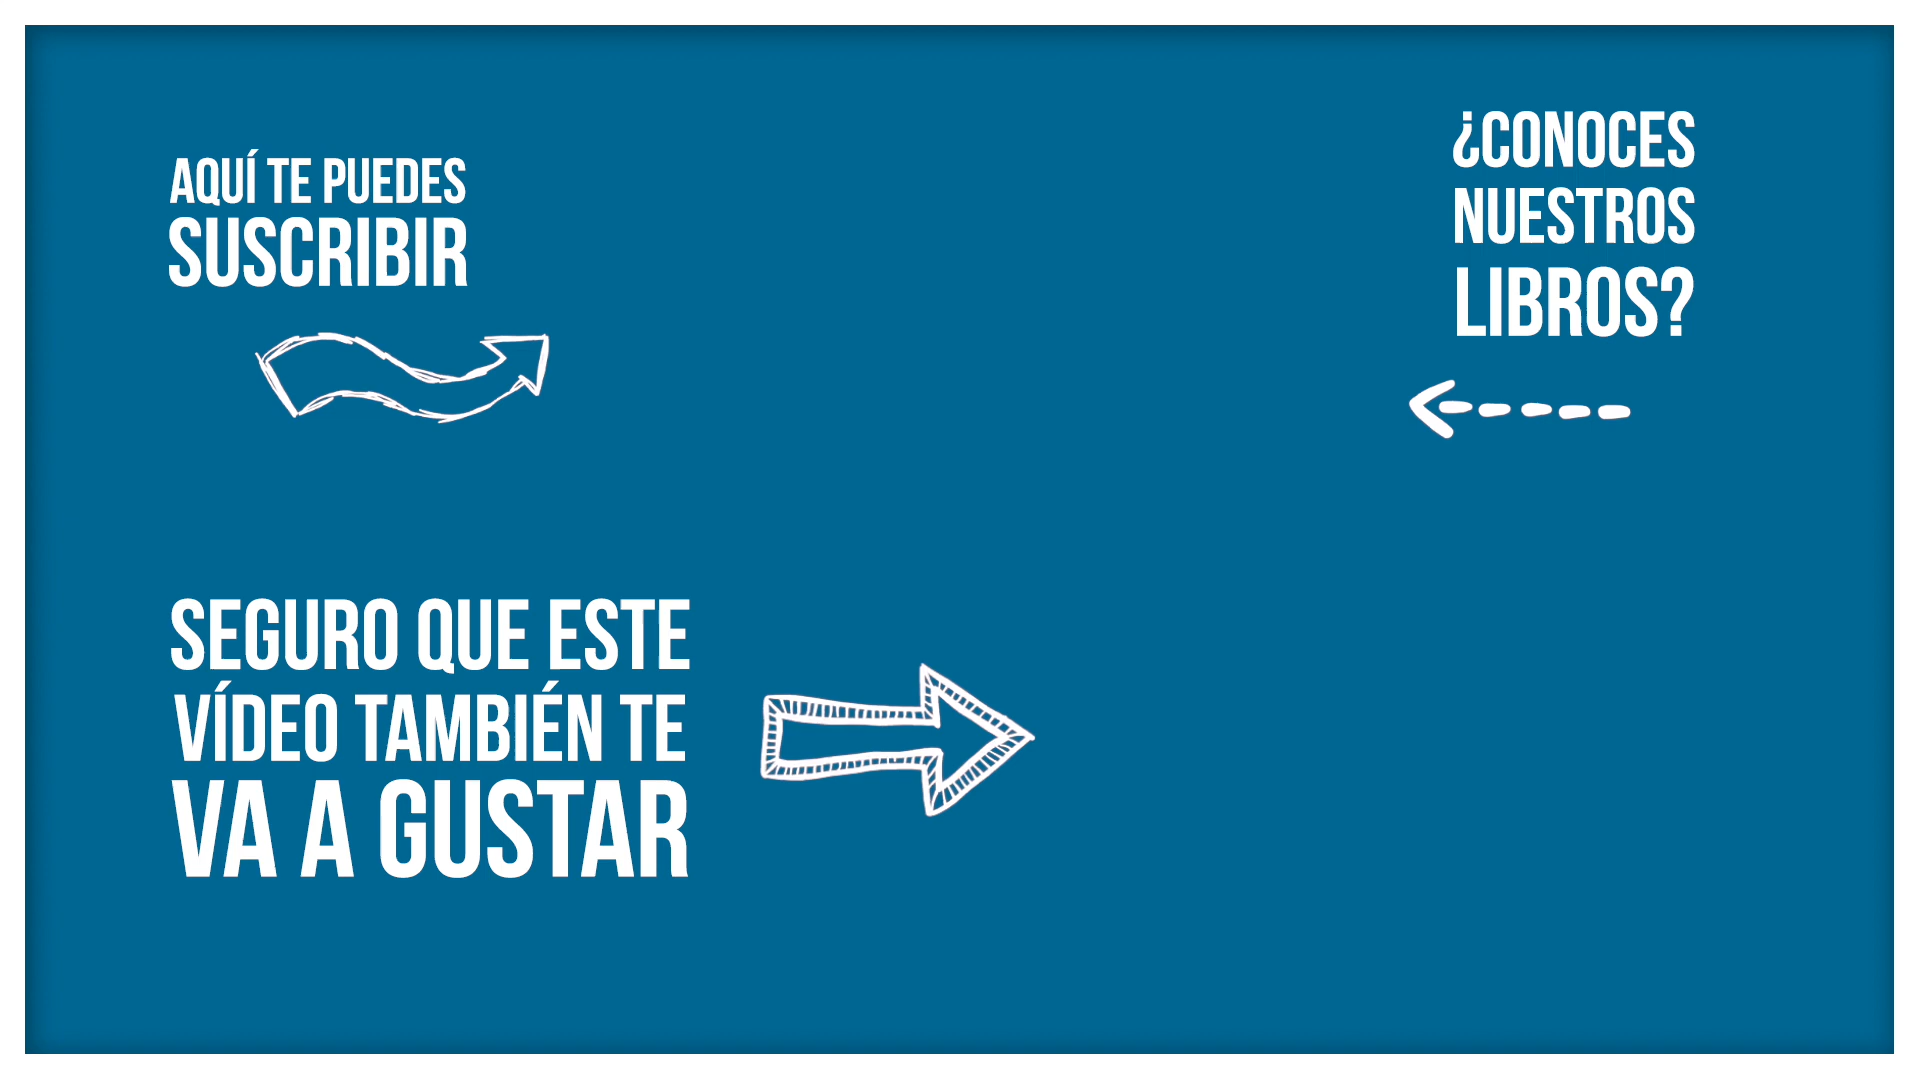 AQUÍ TE PUEDES
SUSCRIBIR
¿CONOCES
NUESTROS
LIBROS?
SEGURO QUE ESTE
VÍDEO TAMBIÉN TE
VA A GUSTAR